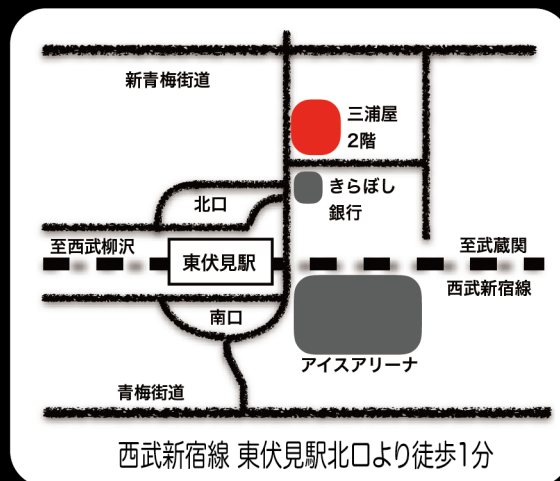 新青梅街道
三浦屋
2階
きらぼし
銀行
北口
至西武柳沢
東伏見駅
至武蔵関
西武新宿線
南口
アイスアリーナ
青梅街道
西武新宿線 東伏見駅北口より徒歩1分